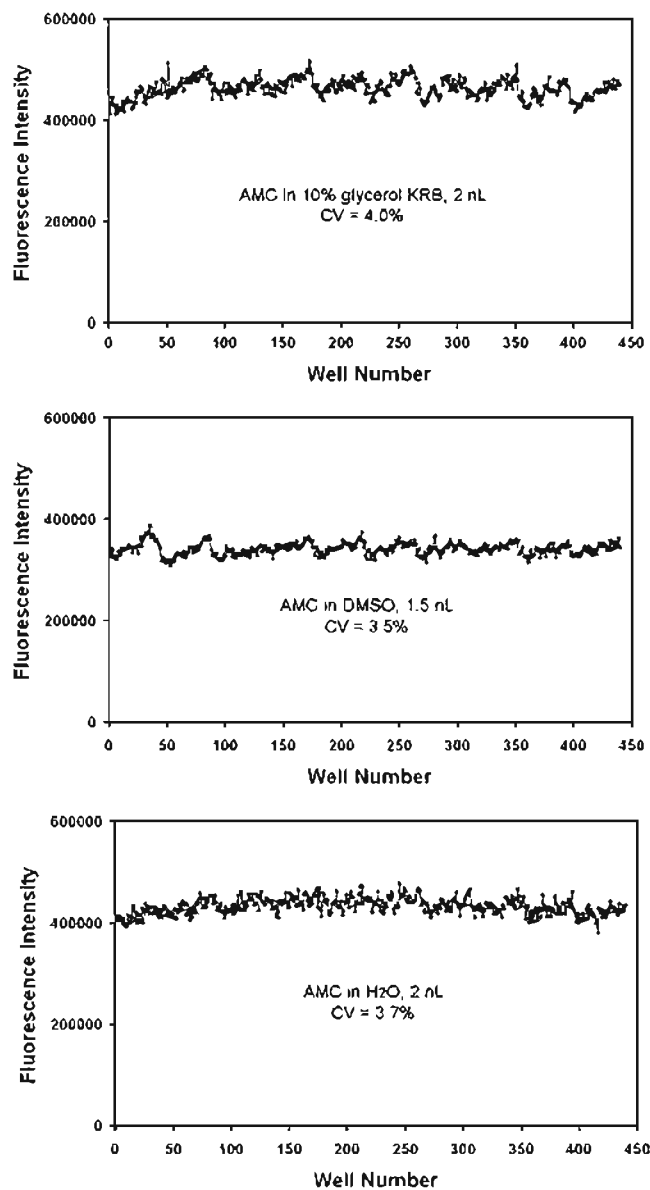 600000
400000
200000
0
Fluorescence Intensity
AMC in 10% glycerol KRB, 2 nL
CV = 4.0%
0 50 100 150 200 250 300 350 400 450
Well Number
600000
400000
200000
0
Fluorescence Intensity
AMC in DMSO, 1.5 nL
CV = 3.5%
0 50 100 150 200 250 300 350 400 450
Well Number
600000
400000
200000
0
Fluorescence Intensity
AMC in H2O, 2 nL
CV = 3.7%
0 50 100 150 200 250 300 350 400 450
Well Number